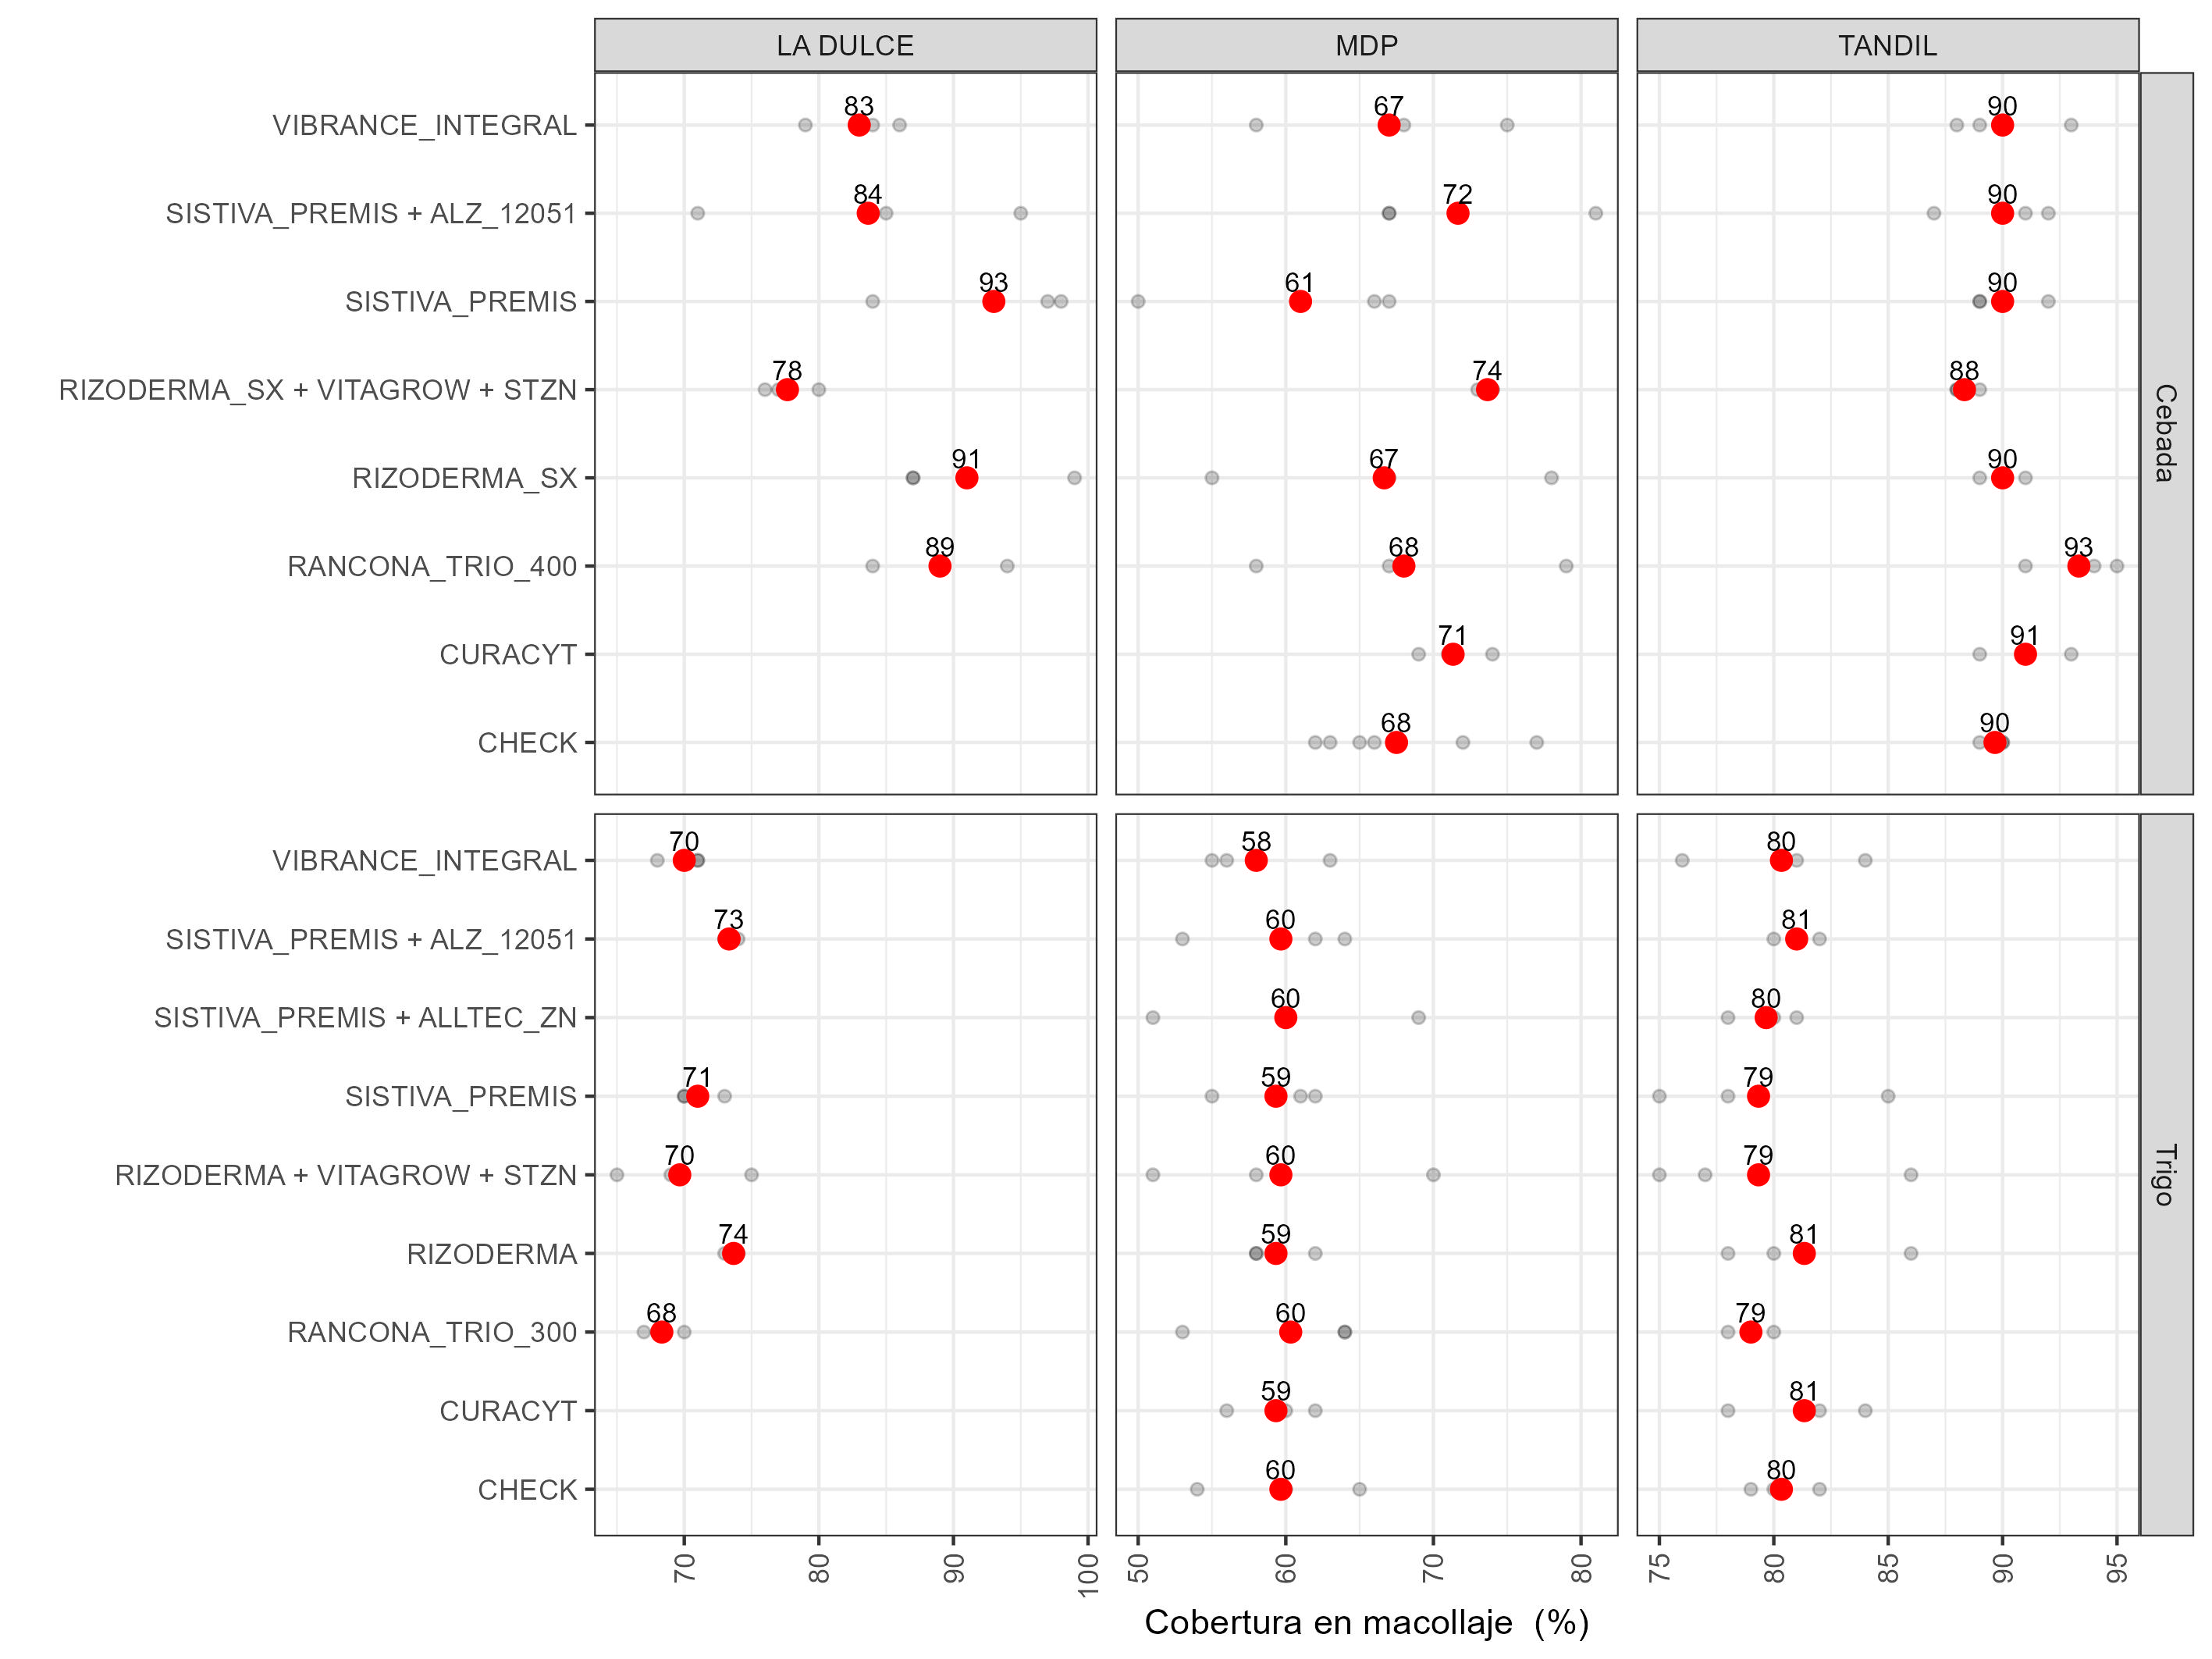 LA DULCE MDP TANDIL
VIBRANCE_INTEGRAL 83 67 90
SISTIVA_PREMIS + ALZ_12051 84 72 90
SISTIVA_PREMIS 93 61 90
RIZODERMA_SX + VITAGROW + STZN 78 74 88
RIZODERMA_SX 91 67 90
RANCONA_TRIO_400 89 68 93
CURACYT 71 91
CHECK 68 90
Cebada
VIBRANCE_INTEGRAL 70 58 80
SISTIVA_PREMIS + ALZ_12051 73 60 81
SISTIVA_PREMIS + ALLTEC_ZN 60 80
SISTIVA_PREMIS 71 59 79
RIZODERMA + VITAGROW + STZN 70 60 79
RIZODERMA 74 59 81
RANCONA_TRIO_300 68 60 79
CURACYT 59 81
CHECK 60 80
Trigo
70 80 90 100 50 60 70 80 75 80 85 90 95
Cobertura en macollaje (%)